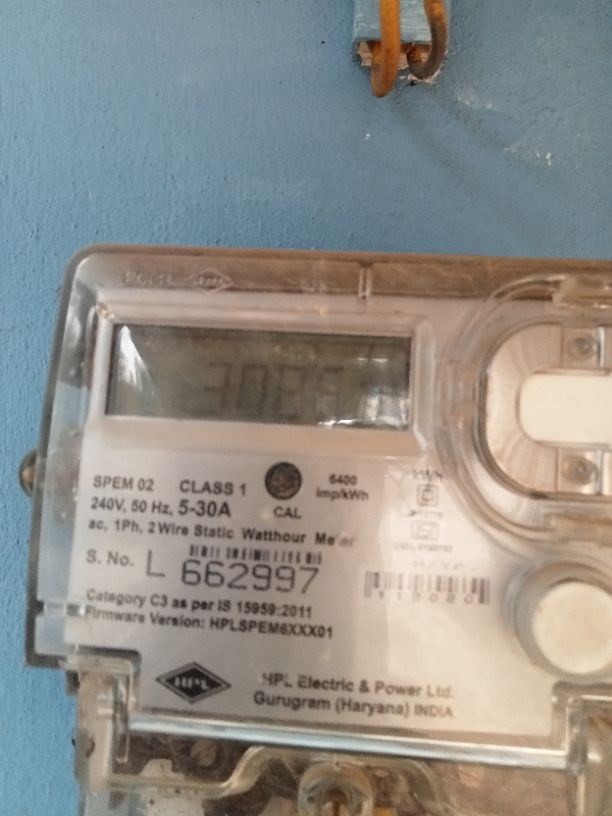 SPEM 02 CLASS 1
6400
imp/kWh
240V, 50 Hz, 5-30A
CAL
ac, 1Ph, 2 Wire Static Watthour Meter
S. No. L 662997
Category C3 as per IS 15959:2011
Firmware Version: HPLSPEM6XXX01
kWh
HPL
HPL Electric & Power Ltd.
Gurugram (Haryana) INDIA